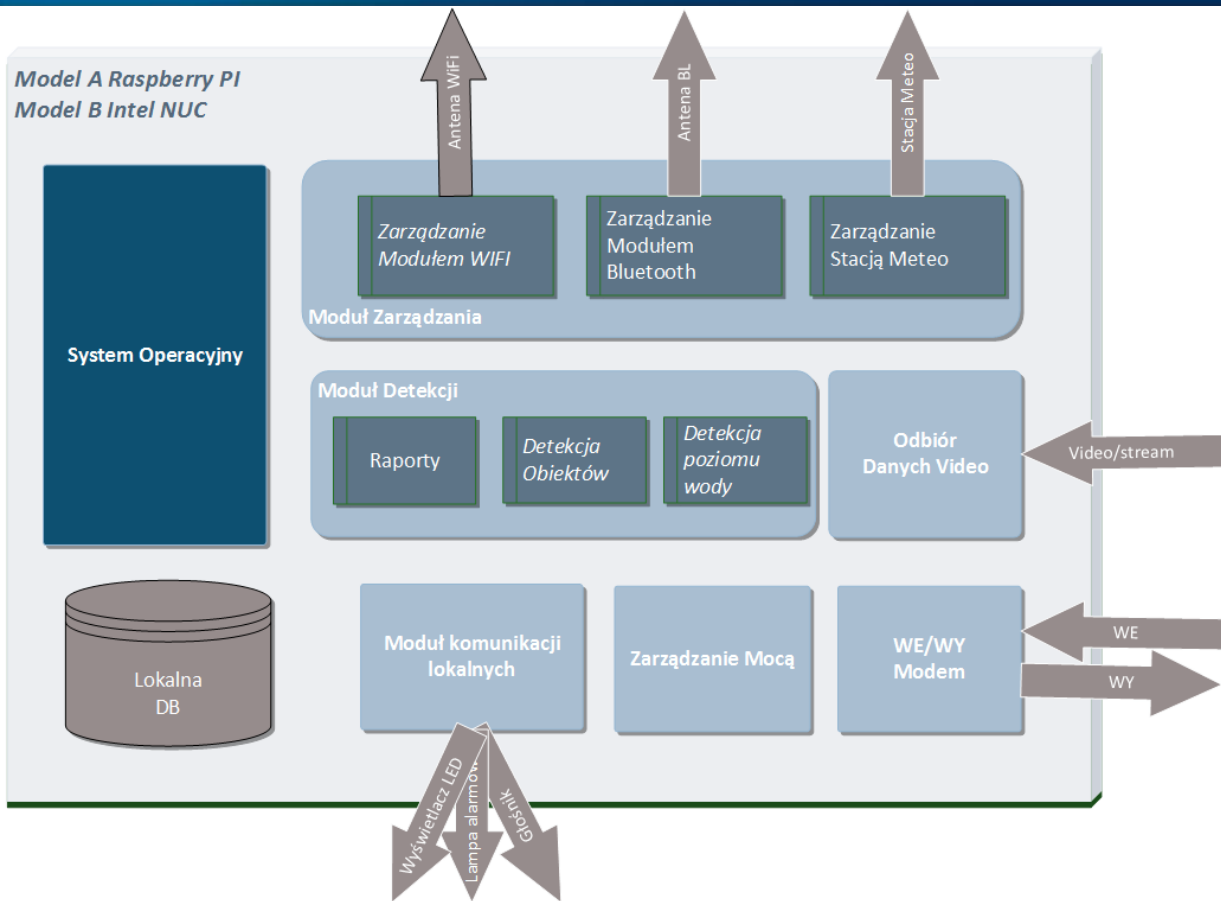 Model A Raspberry PI
Model B Intel NUC
Antena WiFi
Antena BL
Stacja Meteo
Zarządzanie
Modułem WIFI
Zarządzanie
Modułem
Bluetooth
Zarządzanie
Stacją Meteo
Moduł Zarządzania
System Operacyjny
Moduł Detekcji
Raporty
Detekcja
Obiektów
Detekcja
poziomu
wody
Odbiór
Danych Video
Video/stream
Lokalna
DB
Moduł komunikacji
lokalnych
Zarządzanie Mocą
WE/WY
Modem
WE
WY
Wyświetlacz LED
Lampa alarmow
Głośnik